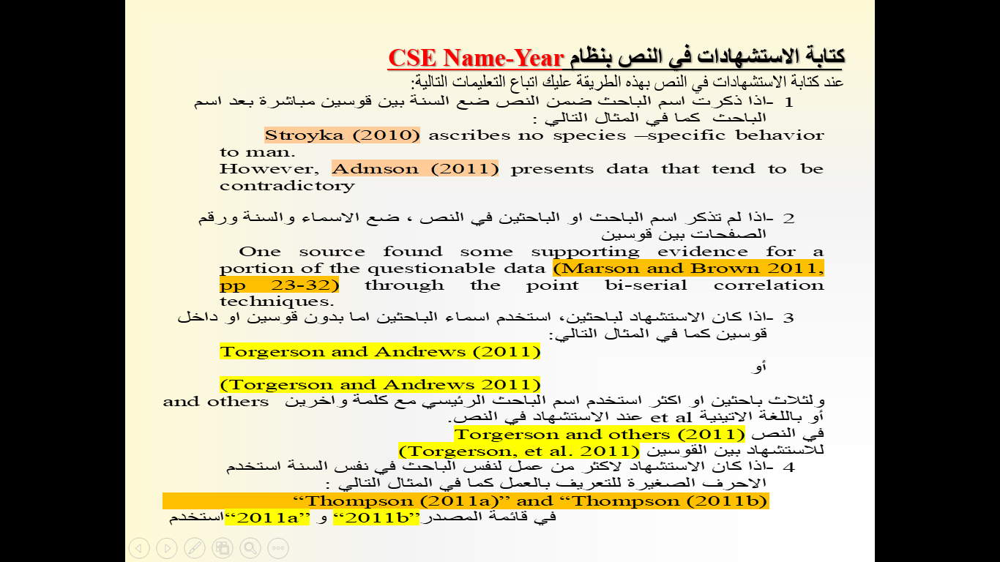 كتابة الاستشهادات في النص بنظام CSE Name-Year
عند كتابة الاستشهادات في النص بهذه الطريقة عليك اتباع التعليمات التالية:
1 -اذا ذكرت اسم الباحث ضمن النص ضع السنة بين قوسين مباشرة بعد اسم
الباحث كما في المثال التالي :
Stroyka (2010) ascribes no species –specific behavior
to man.
However, Admson (2011) presents data that tend to be
contradictory
2 -اذا لم تذكر اسم الباحث او الباحثين في النص ، ضع الاسماء والسنة ورقم
الصفحات بين قوسين
One source found some supporting evidence for a
portion of the questionable data (Marson and Brown 2011,
pp 23-32) through the point bi-serial correlation
techniques.
3 -اذا كان الاستشهاد لباحثين، استخدم اسماء الباحثين اما بدون قوسين او داخل
قوسين كما في المثال التالي:
Torgerson and Andrews (2011)
أو
(Torgerson and Andrews 2011)
ولثلاث باحثين او اكثر استخدم اسم الباحث الرئيسي مع كلمة واخرين and others
أو باللغة الاتينية et al عند الاستشهاد في النص.
في النص Torgerson and others (2011)
للاستشهاد بين القوسين (Torgerson, et al. 2011)
4 -اذا كان الاستشهاد لاكثر من عمل لنفس الباحث في نفس السنة استخدم
الاحرف الصغيرة للتعريف بالعمل كما في المثال التالي :
“Thompson (2011a)” and “Thompson (2011b)
في قائمة المصدر“2011b” و “2011a”استخدم